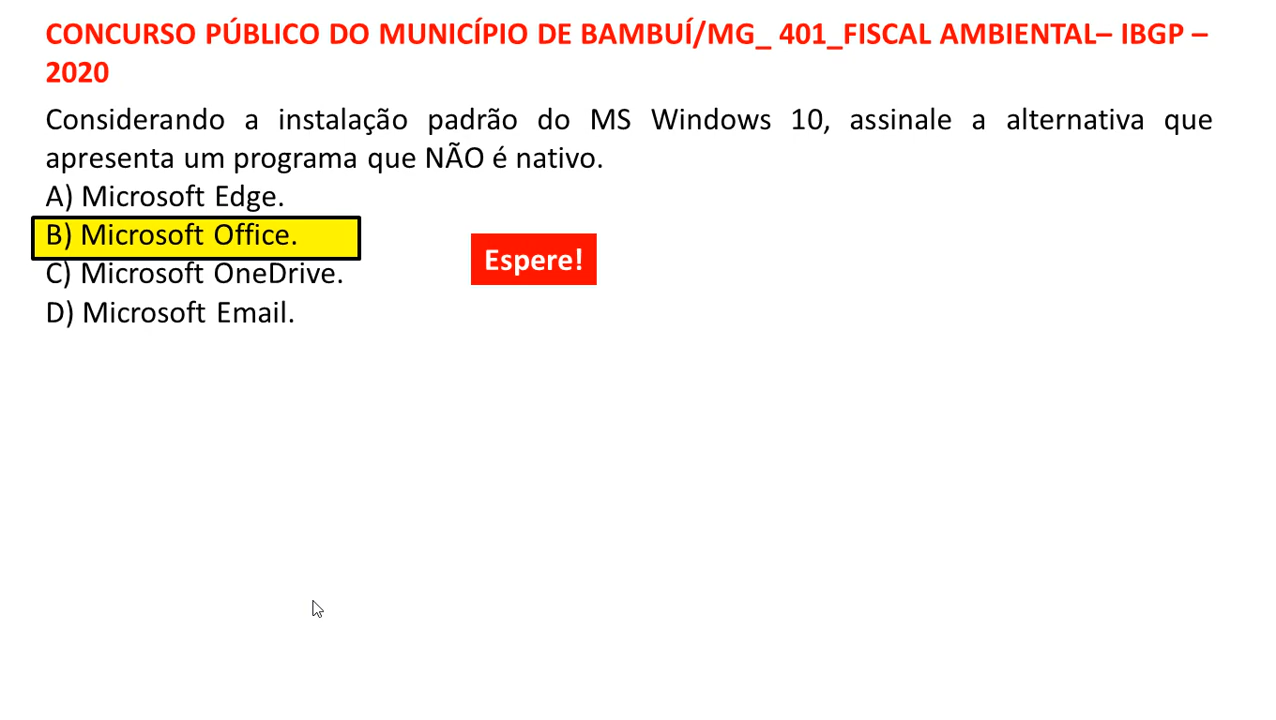 CONCURSO PÚBLICO DO MUNICÍPIO DE BAMBUÍ/MG_ 401_FISCAL AMBIENTAL– IBGP –
2020
Considerando a instalação padrão do MS Windows 10, assinale a alternativa que
apresenta um programa que NÃO é nativo.
A) Microsoft Edge.
B) Microsoft Office.
Espere!
C) Microsoft OneDrive.
D) Microsoft Email.